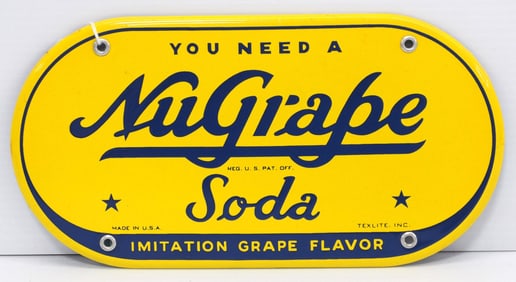 YOU NEED A
NuGrape
REG. U.S. PAT. OFF.
Soda
MADE IN U.S.A.
TEXLITE, INC.
IMITATION GRAPE FLAVOR